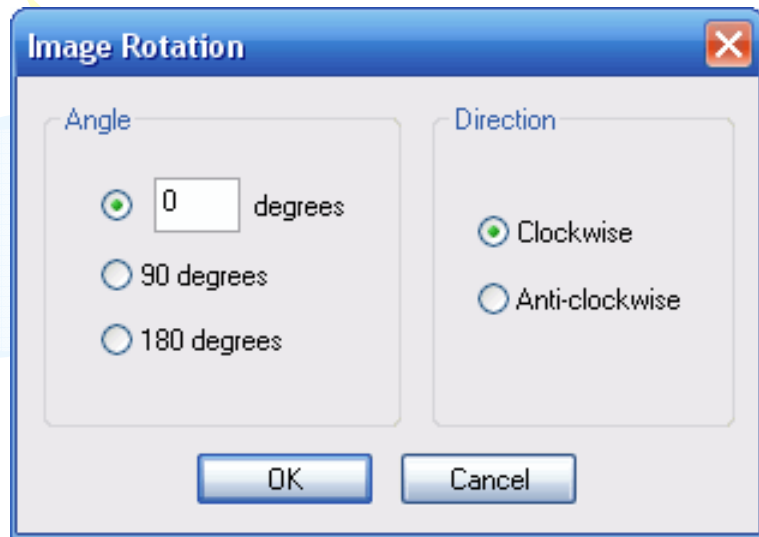 Image Rotation
Angle
0 degrees
90 degrees
180 degrees
Direction
Clockwise
Anti-clockwise
OK
Cancel